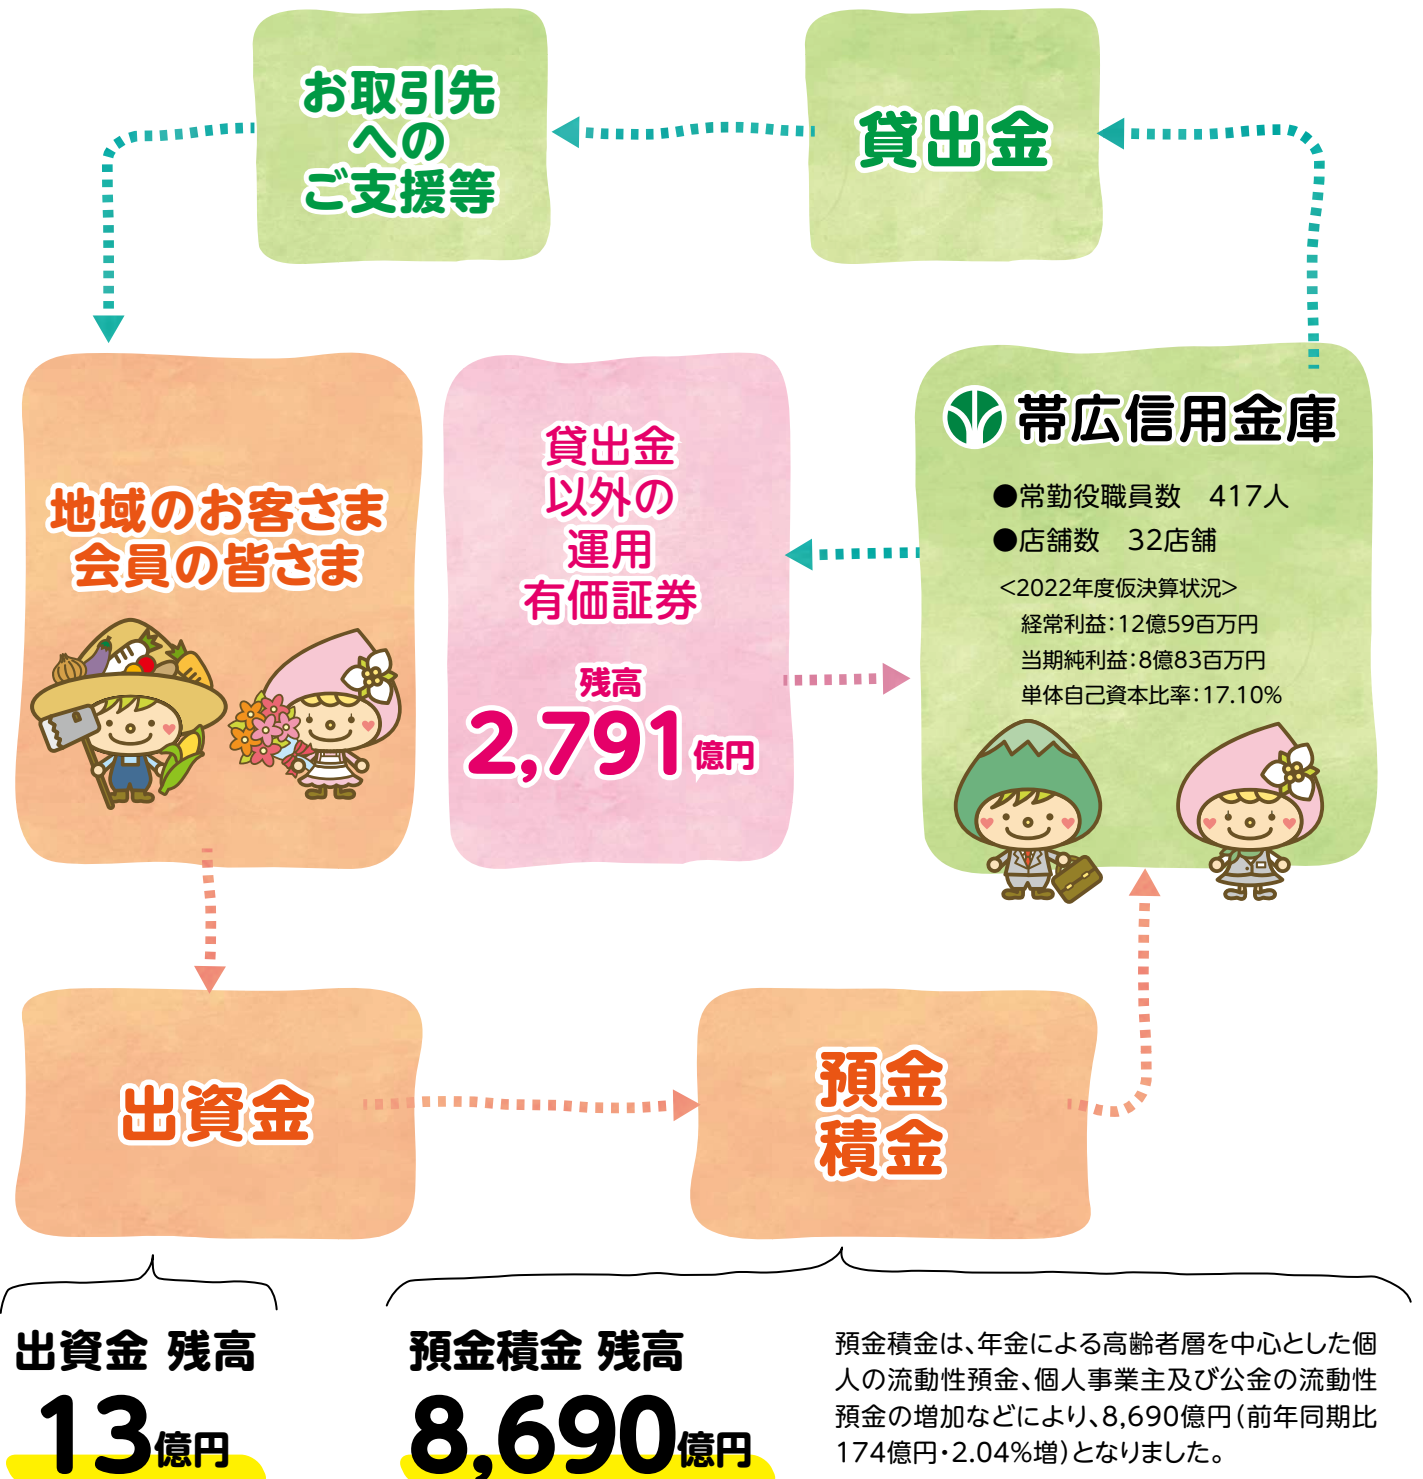 お取引先
への
ご支援等
貸出金
地域のお客さま
会員の皆さま
貸出金
以外の
運用
有価証券
残高
2,791億円
帯広信用金庫
●常勤役職員数　417人
●店舗数　32店舗
<2022年度仮決算状況>
経常利益：12億59百万円
当期純利益：8億83百万円
単体自己資本比率：17.10%
出資金
預金
積金
出資金 残高
13億円
預金積金 残高
8,690億円
預金積金は、年金による高齢者層を中心とした個
人の流動性預金、個人事業主及び公金の流動性
預金の増加などにより、8,690億円（前年同期比
174億円・2.04%増）となりました。